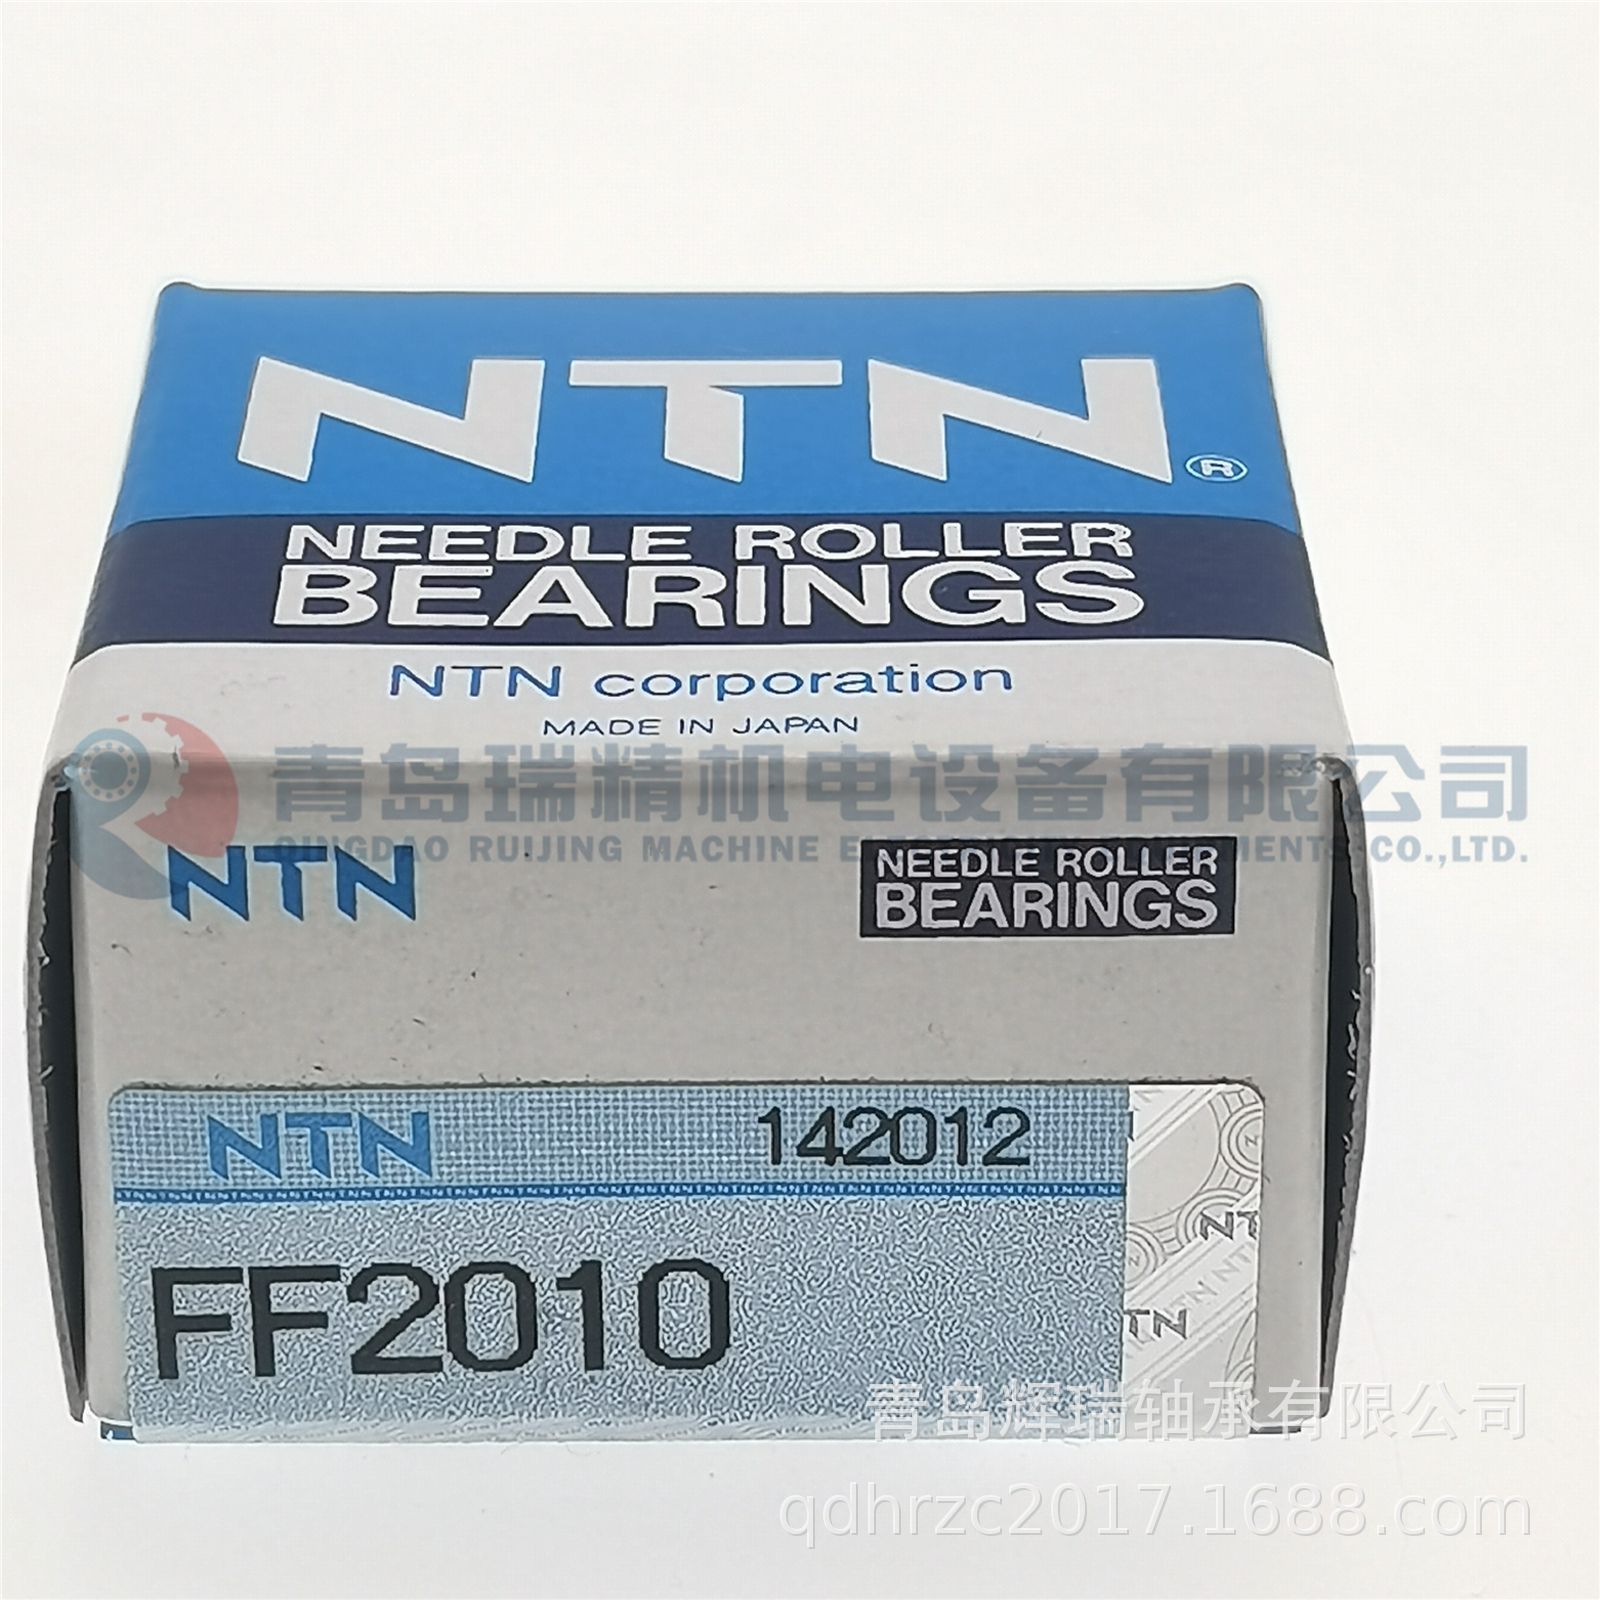 NTN®
NEEDLE ROLLER
BEARINGS
NTN corporation
MADE IN JAPAN
青岛瑞精机电设备有限公司
QINGDAO RUIJING MACHINE CO.,LTD.
NTN
NEEDLE ROLLER
BEARINGS
NTN 142012
FF2010
NTN
青岛辉瑞轴承有限公司
qdhrzc2017.1688.com